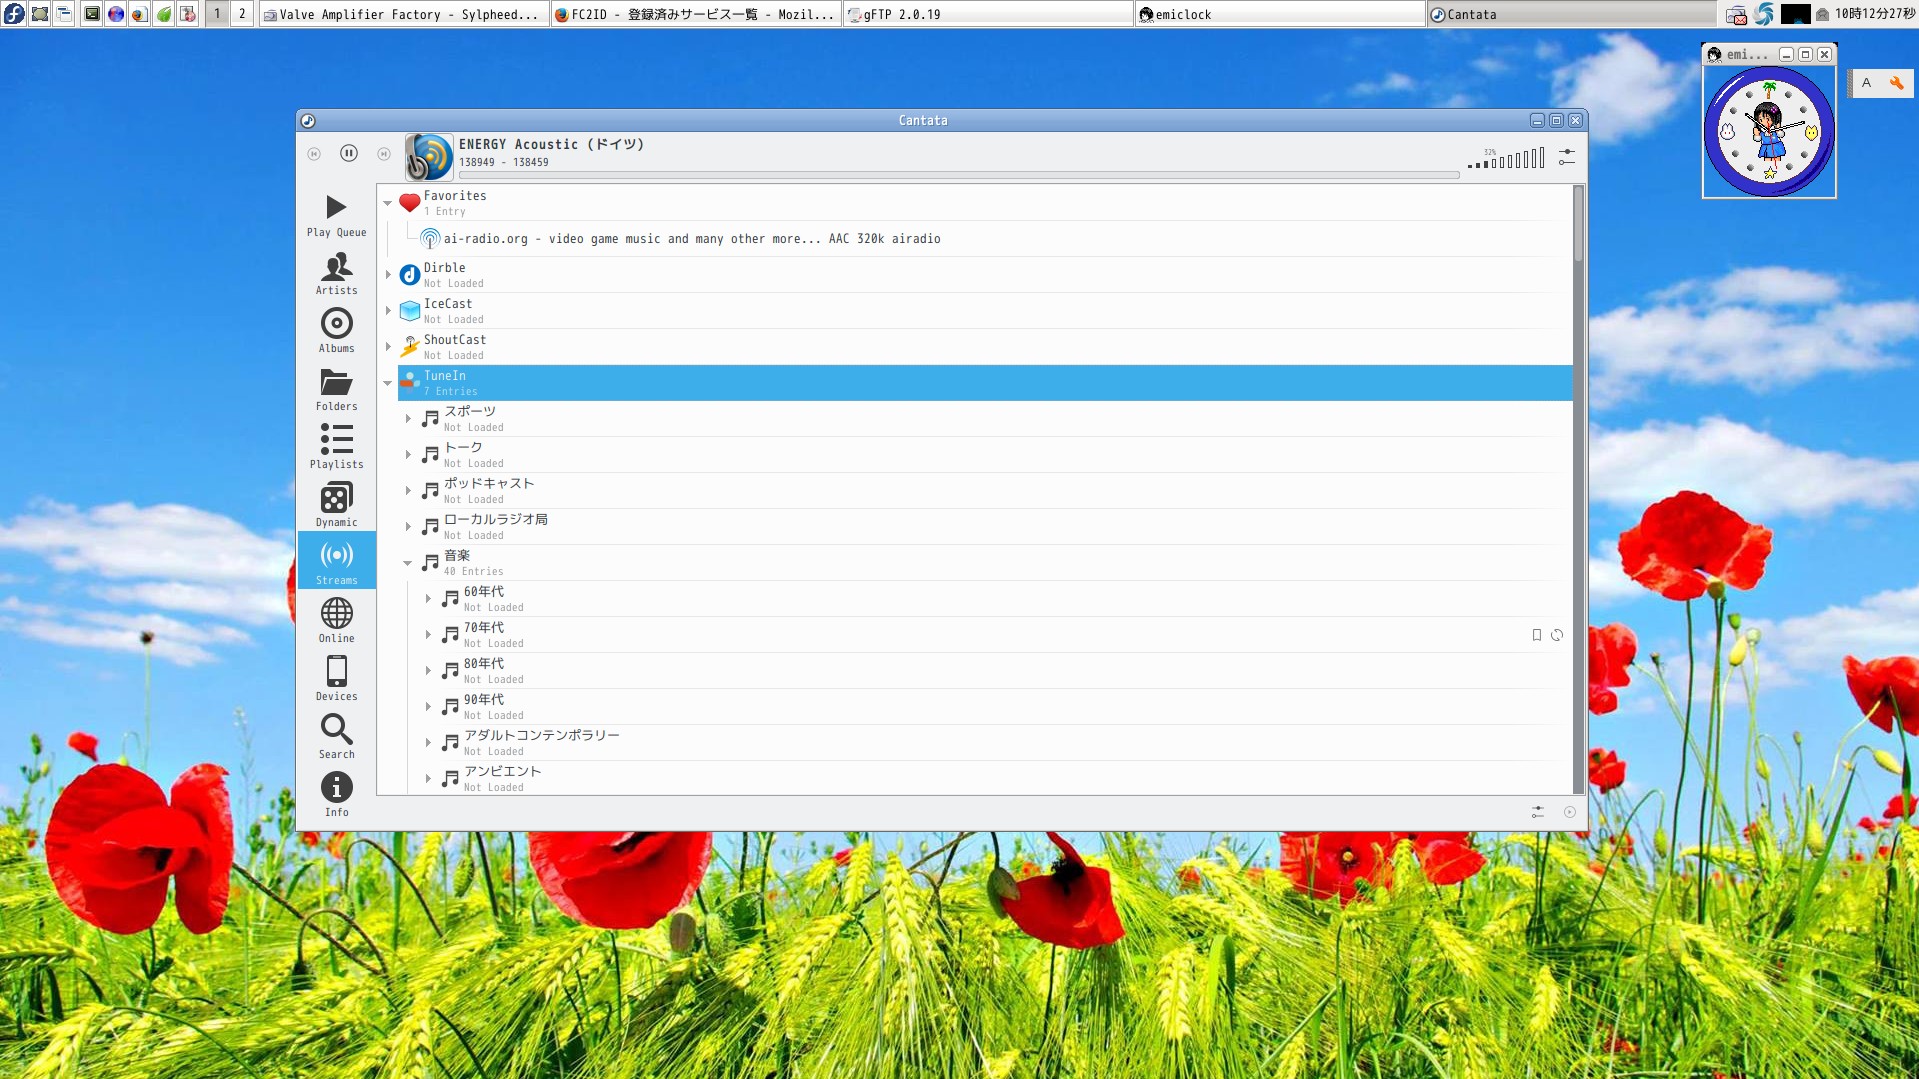 1
2
Valve Amplifier Factory - Sylpheed...
FC2ID - 登録済みサービス一覧 - Mozil...
gFTP 2.0.19
emiclock
Cantata
10時12分27秒
emi...
A
Cantata
ENERGY Acoustic (ドイツ)
138949 - 138459
32%
Play Queue
Artists
Albums
Folders
Playlists
Dynamic
Streams
Online
Devices
Search
Info
Favorites
1 Entry
ai-radio.org - video game music and many other more... AAC 320k airadio
Dirble
Not Loaded
IceCast
Not Loaded
ShoutCast
Not Loaded
TuneIn
7 Entries
スポーツ
Not Loaded
トーク
Not Loaded
ポッドキャスト
Not Loaded
ローカルラジオ局
Not Loaded
音楽
40 Entries
60年代
Not Loaded
70年代
Not Loaded
80年代
Not Loaded
90年代
Not Loaded
アダルトコンテンポラリー
Not Loaded
アンビエント
Not Loaded